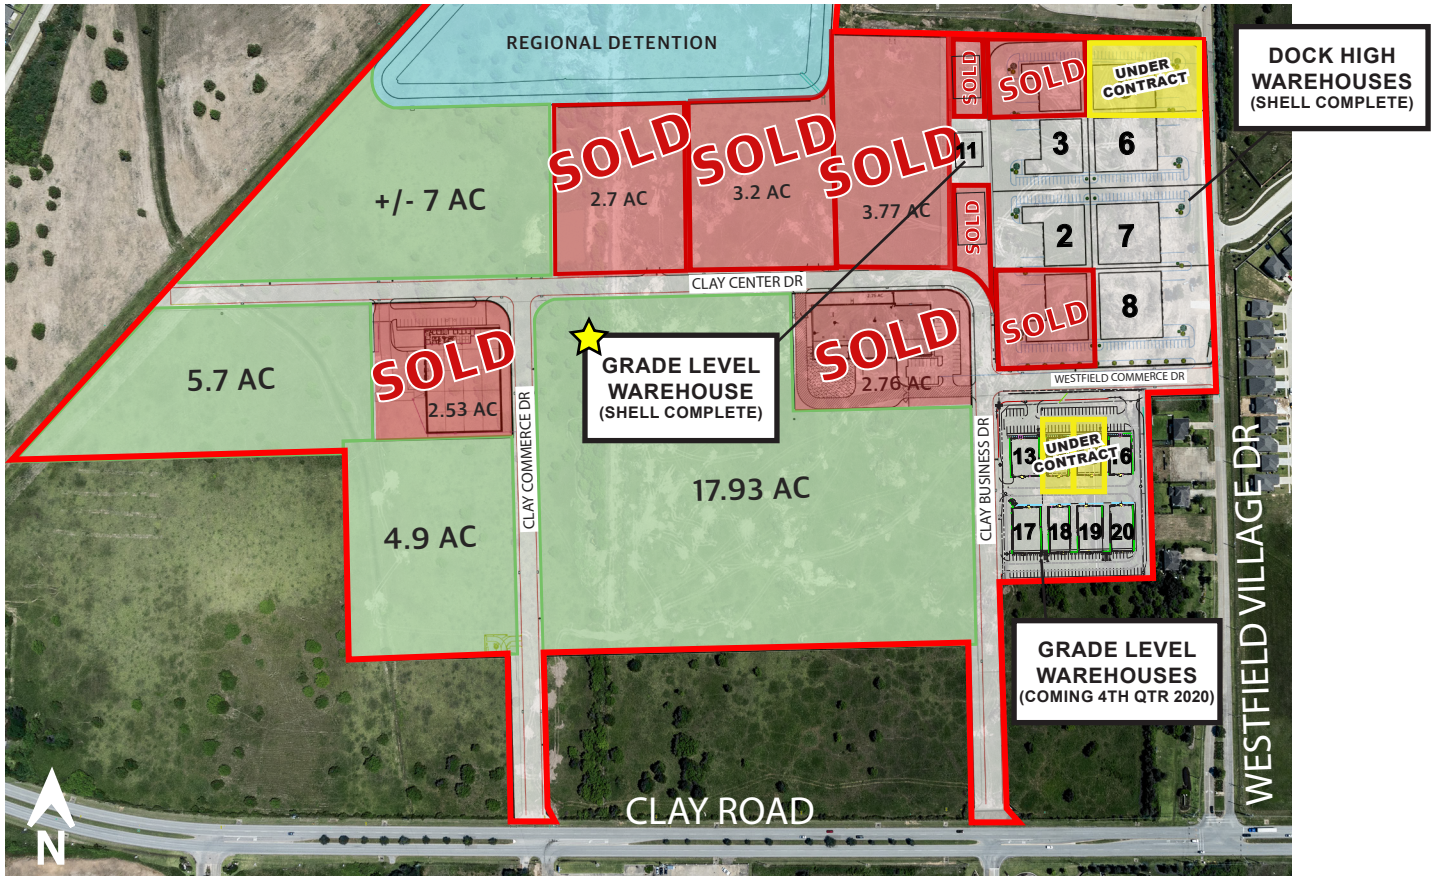 REGIONAL DETENTION
DOCK HIGH
WAREHOUSES
(SHELL COMPLETE)
SOLD
SOLD
UNDER
CONTRACT
SOLD
2.7 AC
SOLD
3.2 AC
SOLD
3.77 AC
11
3
6
+/- 7 AC
SOLD
2
7
CLAY CENTER DR
SOLD
8
SOLD
2.76 AC
SOLD
2.53 AC
5.7 AC
GRADE LEVEL
WAREHOUSE
(SHELL COMPLETE)
WESTFIELD COMMERCE DR
CLAY COMMERCE DR
CLAY BUSINESS DR
13
UNDER
CONTRACT
17
18
19
20
17.93 AC
4.9 AC
GRADE LEVEL
WAREHOUSES
(COMING 4TH QTR 2020)
WESTFIELD VILLAGE DR
CLAY ROAD
N